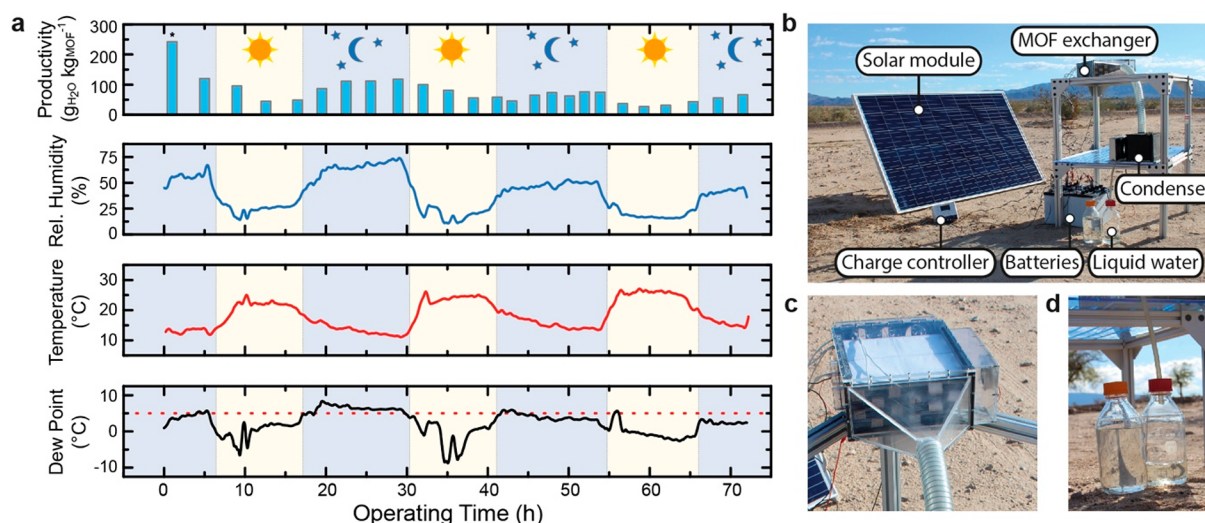 a
Productivity
(gH2O kgMOF⁻¹)
300
200
100
0
*
Rel. Humidity
(%)
75
50
25
0
Temperature
(°C)
30
20
10
Dew Point
(°C)
10
0
-10
0 10 20 30 40 50 60 70
Operating Time (h)
b
MOF exchanger
Solar module
Condense
Charge controller
Batteries
Liquid water
c
d